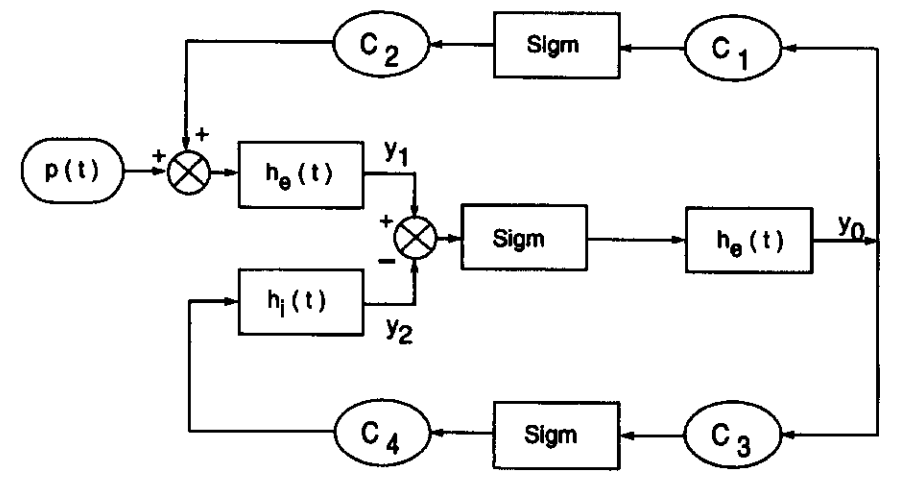 C2
Sigm
C1
+
p(t)
+
he(t)
y1
+
Sigm
he(t)
y0
−
hi(t)
y2
C4
Sigm
C3